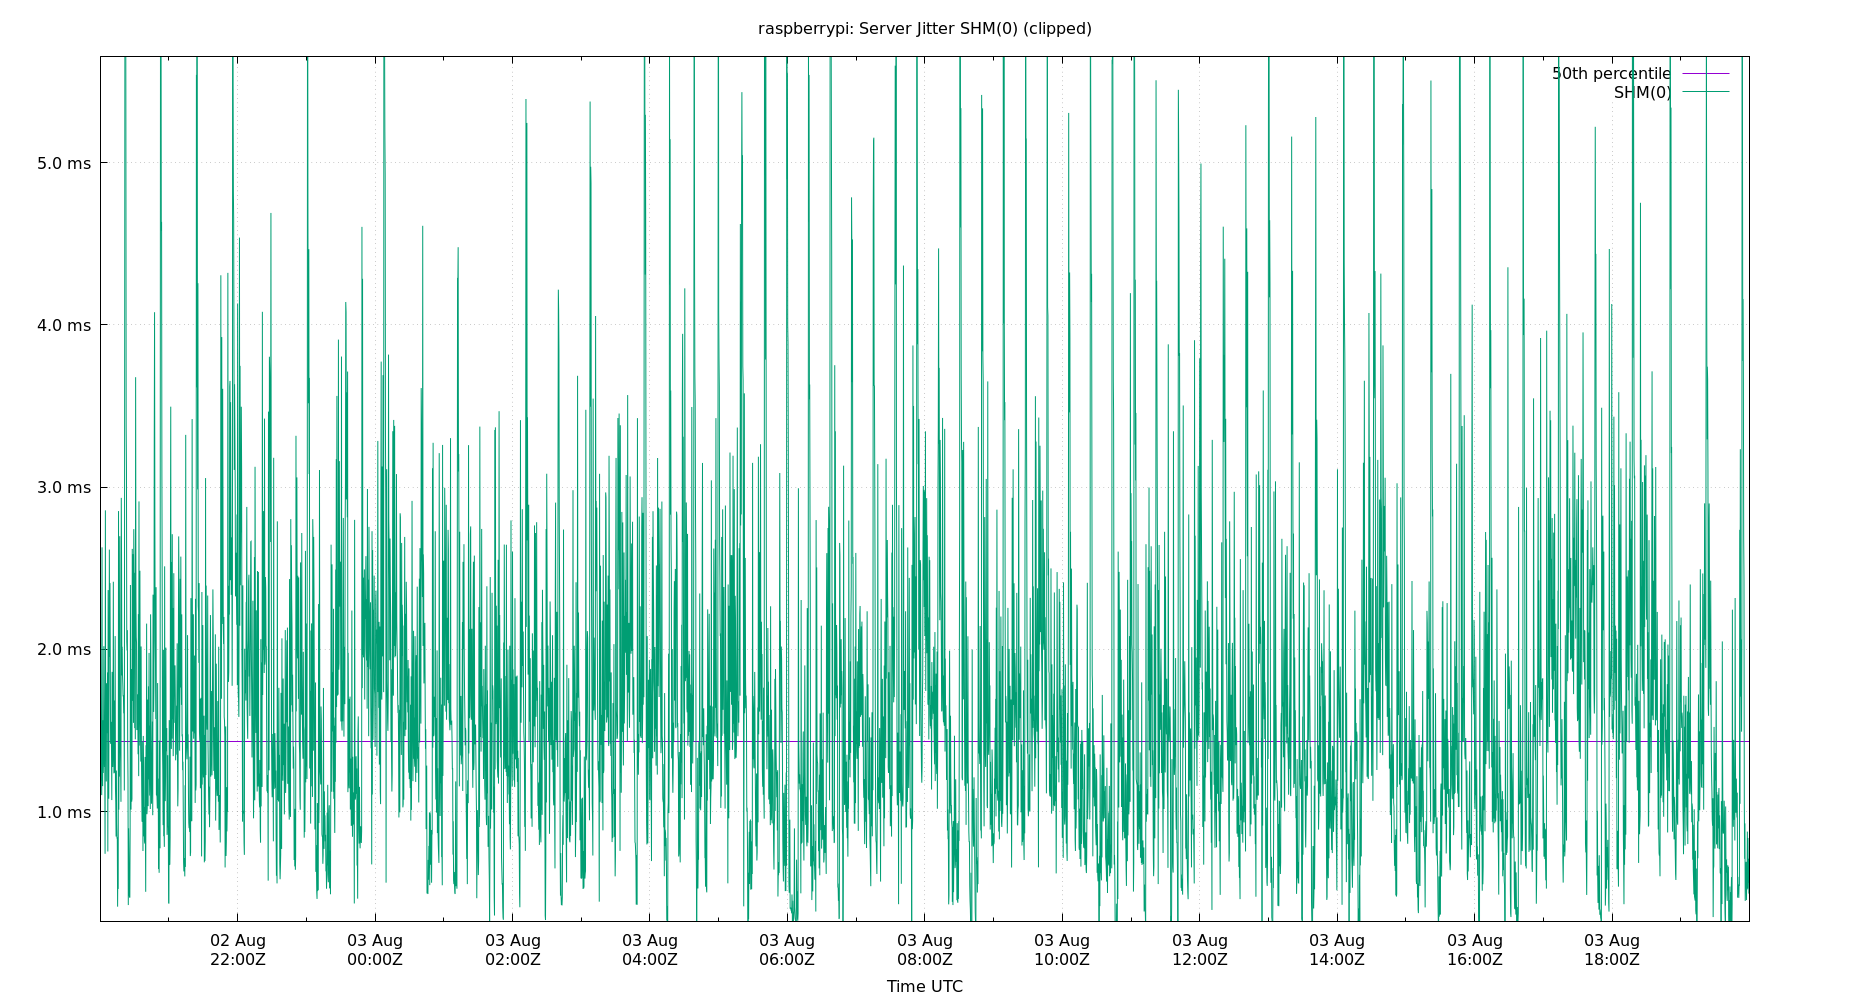 raspberrypi: Server Jitter SHM(0) (clipped)
50th percentile
SHM(0)
5.0 ms
4.0 ms
3.0 ms
2.0 ms
1.0 ms
02 Aug 03 Aug 03 Aug 03 Aug 03 Aug 03 Aug 03 Aug 03 Aug 03 Aug 03 Aug 03 Aug
22:00Z 00:00Z 02:00Z 04:00Z 06:00Z 08:00Z 10:00Z 12:00Z 14:00Z 16:00Z 18:00Z
Time UTC